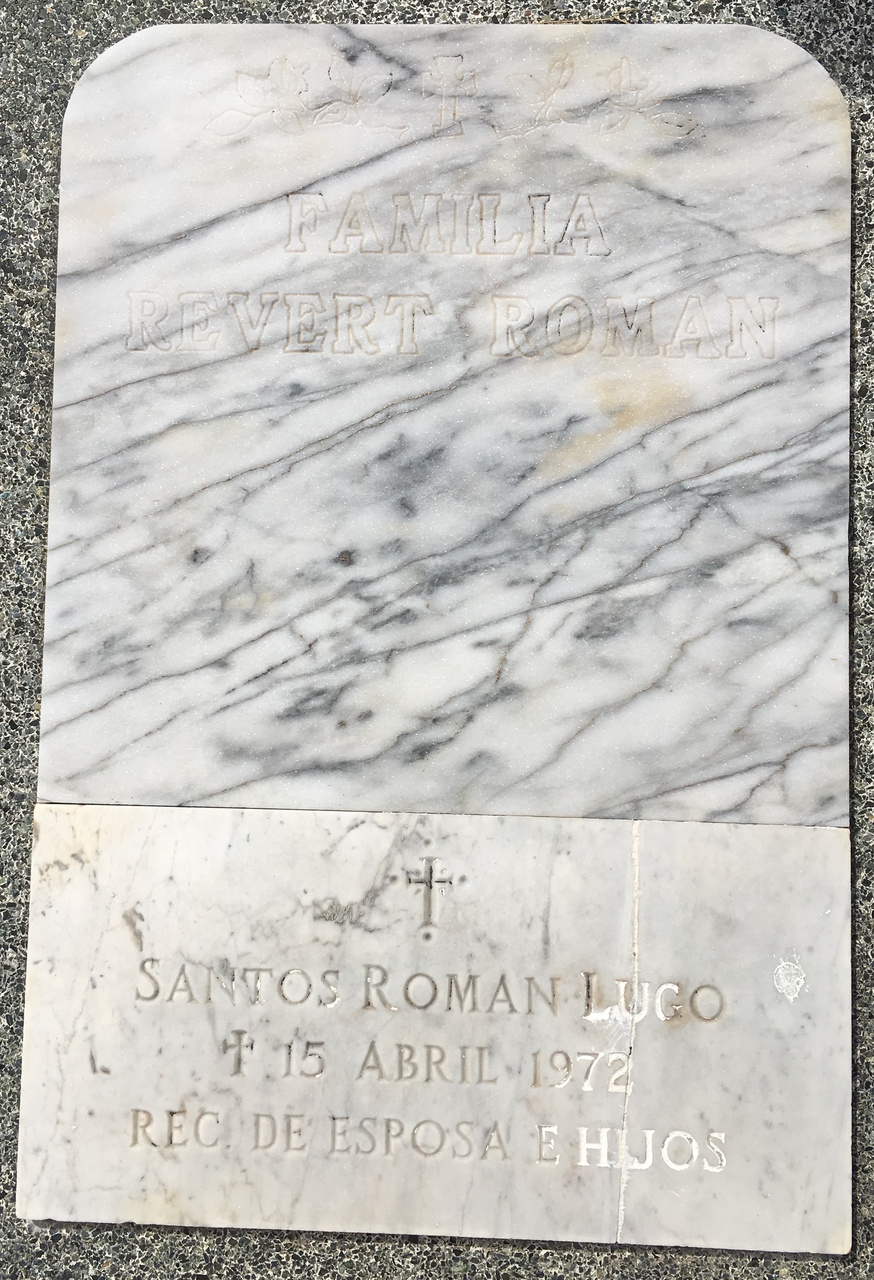 FAMILIA
REVERT ROMAN
SANTOS ROMAN LUGO
✝ 15 ABRIL 1972
REC. DE ESPOSA E HIJOS